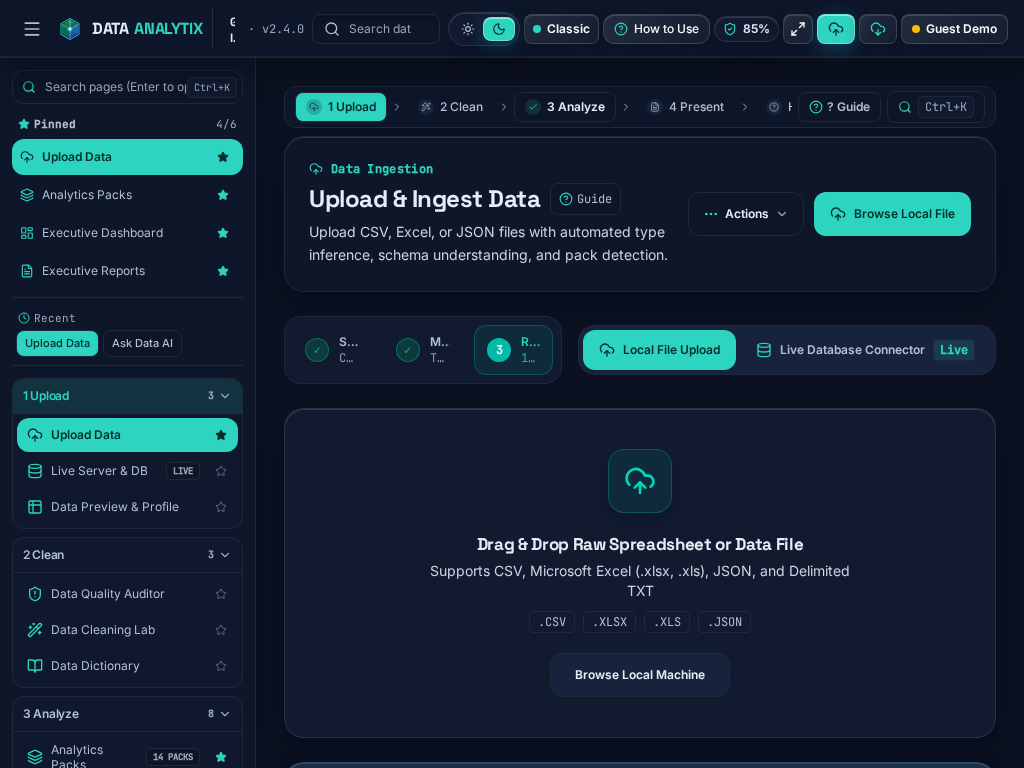 DATA ANALYTIX
· v2.4.0
Search dat
Classic
How to Use
85%
Guest Demo
Search pages (Enter to op
Ctrl+K
Pinned
4/6
Upload Data
Analytics Packs
Executive Dashboard
Executive Reports
Recent
Upload Data
Ask Data AI
1 Upload
3
Upload Data
Live Server & DB
LIVE
Data Preview & Profile
2 Clean
3
Data Quality Auditor
Data Cleaning Lab
Data Dictionary
3 Analyze
8
Analytics
Packs
14 PACKS
1 Upload
2 Clean
3 Analyze
4 Present
? Guide
Ctrl+K
Data Ingestion
Upload & Ingest Data
Guide
Upload CSV, Excel, or JSON files with automated type
inference, schema understanding, and pack detection.
Actions
Browse Local File
S...
C...
M...
T...
3
R...
1...
Local File Upload
Live Database Connector
Live
Drag & Drop Raw Spreadsheet or Data File
Supports CSV, Microsoft Excel (.xlsx, .xls), JSON, and Delimited
TXT
.CSV
.XLSX
.XLS
.JSON
Browse Local Machine